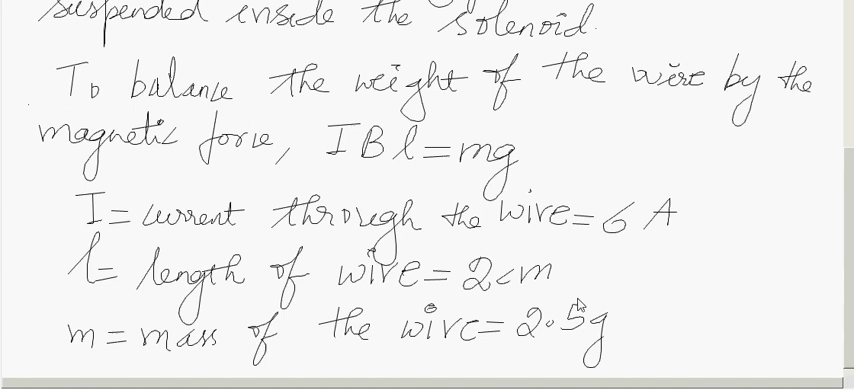 suspended inside the solenoid.
To balance the weight of the wire by the
magnetic force, IBl=mg
I= current through the wire= 6 A
l= length of wire= 2cm
m= mass of the wire= 2.5g